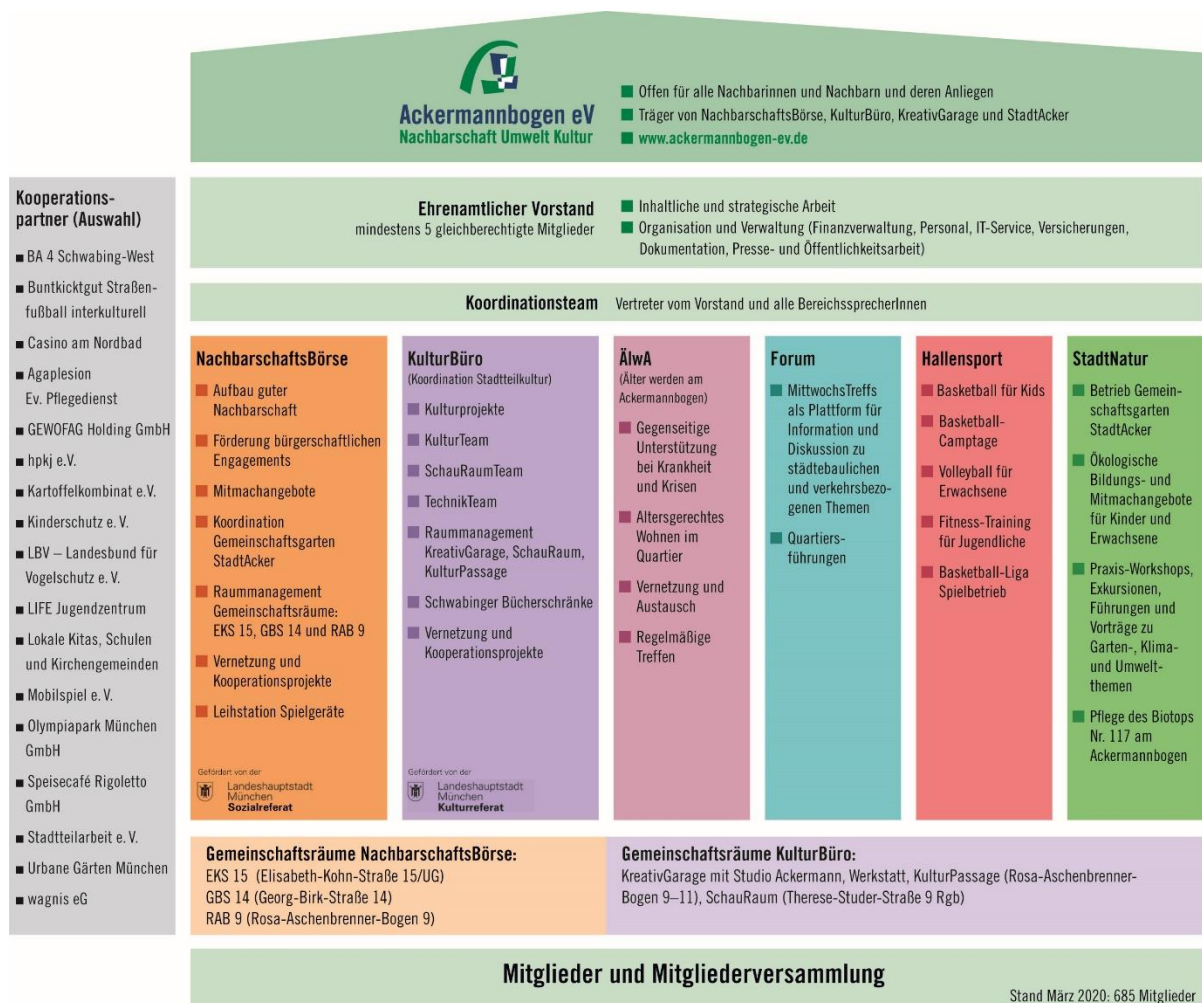 Ackermannbogen eV
Nachbarschaft Umwelt Kultur
■ Offen für alle Nachbarinnen und Nachbarn und deren Anliegen
■ Träger von NachbarschaftsBörse, KulturBüro, KreativGarage und StadtAcker
■ www.ackermannbogen-ev.de
Kooperations-
partner (Auswahl)
■ BA 4 Schwabing-West
■ Buntkicktgut Straßen-
fußball interkulturell
■ Casino am Nordbad
■ Agaplesion
Ev. Pflegedienst
■ GEWOFAG Holding GmbH
■ hpkj e.V.
■ Kartoffelkombinat e.V.
■ Kinderschutz e. V.
■ LBV – Landesbund für
Vogelschutz e. V.
■ LIFE Jugendzentrum
■ Lokale Kitas, Schulen
und Kirchengemeinden
■ Mobilspiel e. V.
■ Olympiapark München
GmbH
■ Speisecafé Rigoletto
GmbH
■ Stadtteilarbeit e. V.
■ Urbane Gärten München
■ wagnis eG
Ehrenamtlicher Vorstand
mindestens 5 gleichberechtigte Mitglieder
■ Inhaltliche und strategische Arbeit
■ Organisation und Verwaltung (Finanzverwaltung, Personal, IT-Service, Versicherungen,
Dokumentation, Presse- und Öffentlichkeitsarbeit)
Koordinationsteam Vertreter vom Vorstand und alle BereichssprecherInnen
NachbarschaftsBörse
■ Aufbau guter
Nachbarschaft
■ Förderung bürgerschaftlichen
Engagements
■ Mitmachangebote
■ Koordination
Gemeinschaftsgarten
StadtAcker
■ Raummanagement
Gemeinschaftsräume:
EKS 15, GBS 14 und RAB 9
■ Vernetzung und
Kooperationsprojekte
■ Leihstation Spielgeräte
Gefördert von der
Landeshauptstadt
München
Sozialreferat
KulturBüro
(Koordination Stadtteilkultur)
■ Kulturprojekte
■ KulturTeam
■ SchauRaumTeam
■ TechnikTeam
■ Raummanagement
KreativGarage, SchauRaum,
KulturPassage
■ Schwabinger Bücherschränke
■ Vernetzung und
Kooperationsprojekte
Gefördert von der
Landeshauptstadt
München
Kulturreferat
ÄlwA
(Älter werden am
Ackermannbogen)
■ Gegenseitige
Unterstützung
bei Krankheit
und Krisen
■ Altersgerechtes
Wohnen im
Quartier
■ Vernetzung und
Austausch
■ Regelmäßige
Treffen
Forum
■ MittwochsTreffs
als Plattform für
Information und
Diskussion zu
städtebaulichen
und verkehrsbezo-
genen Themen
■ Quartiers-
führungen
Hallensport
■ Basketball für Kids
■ Basketball-
Camptage
■ Volleyball für
Erwachsene
■ Fitness-Training
für Jugendliche
■ Basketball-Liga
Spielbetrieb
StadtNatur
■ Betrieb Gemein-
schaftsgarten
StadtAcker
■ Ökologische
Bildungs- und
Mitmachangebote
für Kinder und
Erwachsene
■ Praxis-Workshops,
Exkursionen,
Führungen und
Vorträge zu
Garten-, Klima-
und Umwelt-
themen
■ Pflege des Biotops
Nr. 117 am
Ackermannbogen
Gemeinschaftsräume NachbarschaftsBörse:
EKS 15 (Elisabeth-Kohn-Straße 15/UG)
GBS 14 (Georg-Birk-Straße 14)
RAB 9 (Rosa-Aschenbrenner-Bogen 9)
Gemeinschaftsräume KulturBüro:
KreativGarage mit Studio Ackermann, Werkstatt, KulturPassage (Rosa-Aschenbrenner-
Bogen 9–11), SchauRaum (Therese-Studer-Straße 9 Rgb)
Mitglieder und Mitgliederversammlung
Stand März 2020: 685 Mitglieder